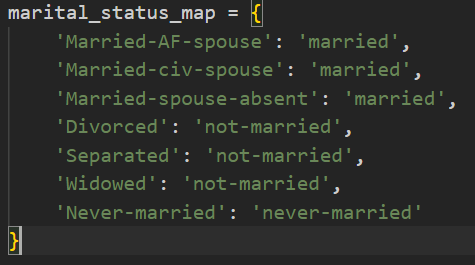 marital_status_map = {
    'Married-AF-spouse': 'married',
    'Married-civ-spouse': 'married',
    'Married-spouse-absent': 'married',
    'Divorced': 'not-married',
    'Separated': 'not-married',
    'Widowed': 'not-married',
    'Never-married': 'never-married'
}